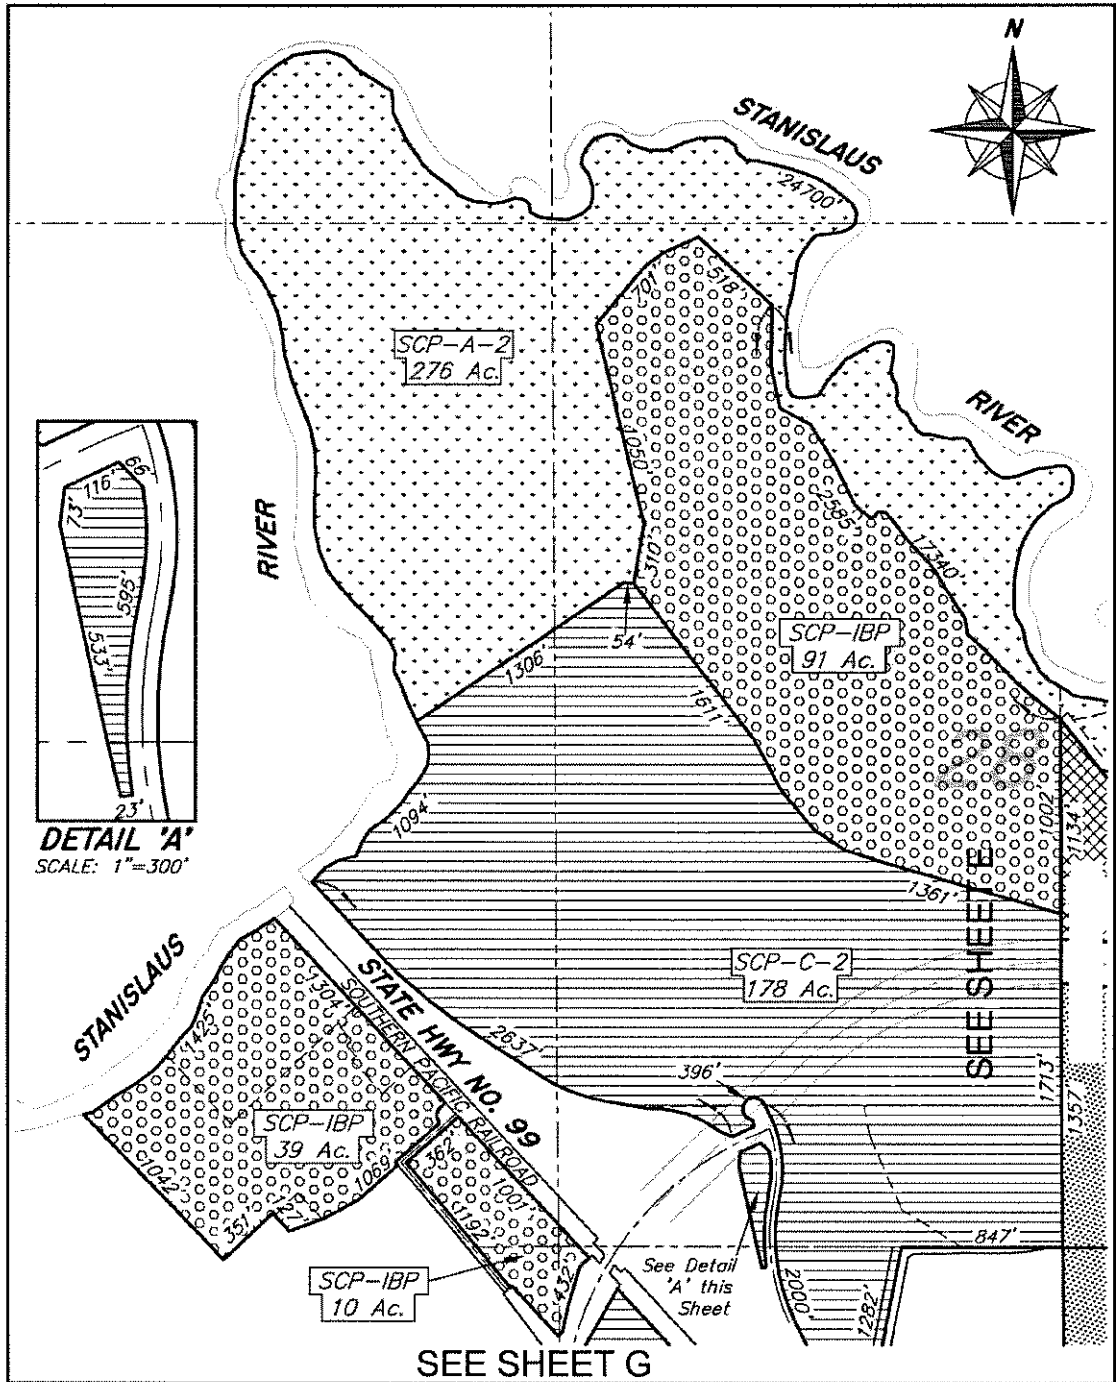 N
STANISLAUS
24700'
701'
518'
SCP-A-2
276 Ac.
RIVER
RIVER
1050'
2585'
17340'
310'
SCP-IBP
91 Ac.
54'
1306'
1611'
28
1002'
1134'
66'
116'
73'
595'
533'
23'
DETAIL 'A'
SCALE: 1"=300'
1094'
1361'
SEE SHEET E
STANISLAUS
STATE HWY NO. 99
SOUTHERN PACIFIC RAILROAD
1304'
1425'
2637'
SCP-C-2
178 Ac.
396'
1713'
1357'
SCP-IBP
39 Ac.
1042'
351'
1069'
362'
1001'
1192'
432'
847'
See Detail
'A' this
Sheet
2000'
1282'
SCP-IBP
10 Ac.
SEE SHEET G